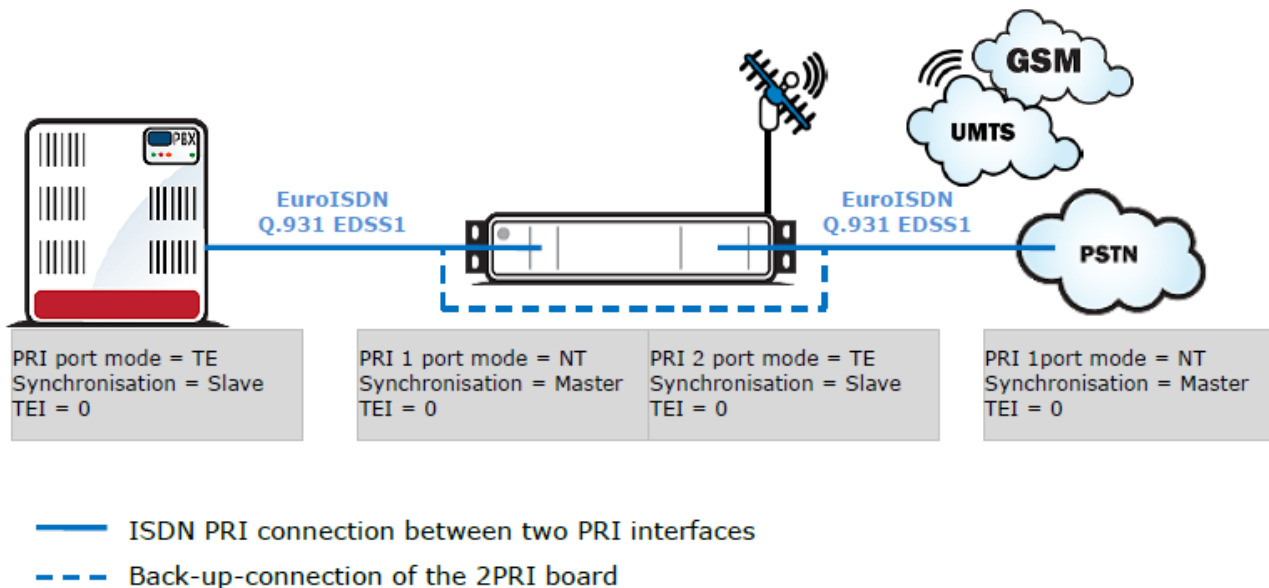 GSM
UMTS
PBX
EuroISDN
Q.931 EDSS1
EuroISDN
Q.931 EDSS1
PSTN
PRI port mode = TE
Synchronisation = Slave
TEI = 0
PRI 1 port mode = NT
Synchronisation = Master
TEI = 0
PRI 2 port mode = TE
Synchronisation = Slave
TEI = 0
PRI 1port mode = NT
Synchronisation = Master
TEI = 0
ISDN PRI connection between two PRI interfaces
Back-up-connection of the 2PRI board